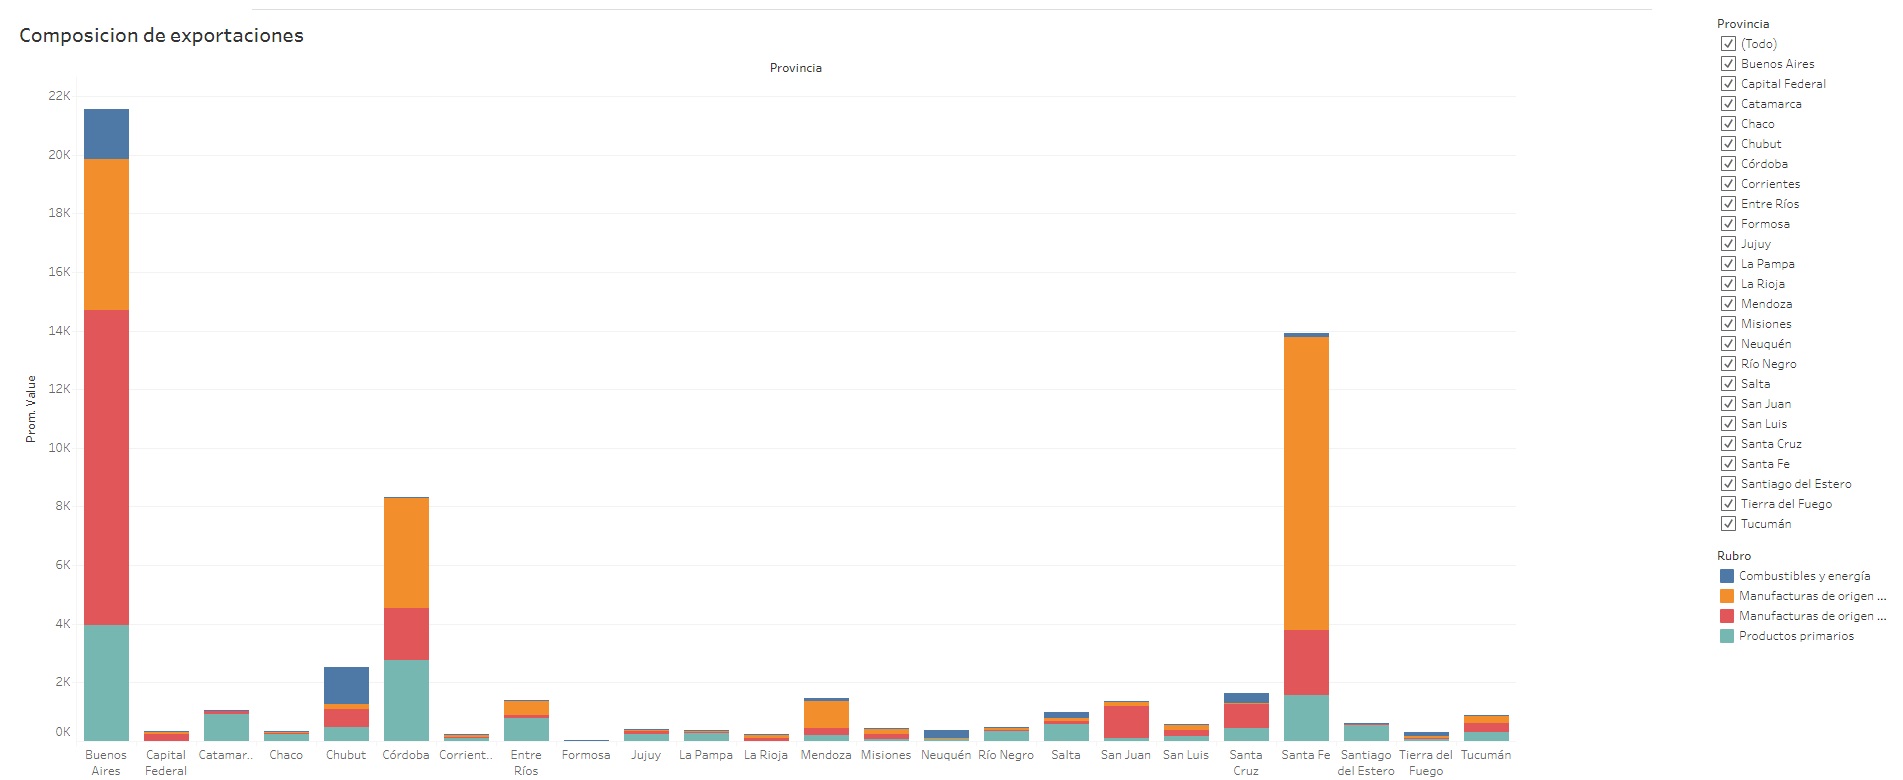 Composicion de exportaciones
Provincia
22K
20K
18K
16K
14K
12K
10K
8K
6K
4K
2K
0K
Prom. Value
Buenos Aires
Capital Federal
Catamar..
Chaco
Chubut
Córdoba
Corrient..
Entre Ríos
Formosa
Jujuy
La Pampa
La Rioja
Mendoza
Misiones
Neuquén
Río Negro
Salta
San Juan
San Luis
Santa Cruz
Santa Fe
Santiago del Estero
Tierra del Fuego
Tucumán
Provincia
(Todo)
Buenos Aires
Capital Federal
Catamarca
Chaco
Chubut
Córdoba
Corrientes
Entre Ríos
Formosa
Jujuy
La Pampa
La Rioja
Mendoza
Misiones
Neuquén
Río Negro
Salta
San Juan
San Luis
Santa Cruz
Santa Fe
Santiago del Estero
Tierra del Fuego
Tucumán
Rubro
Combustibles y energía
Manufacturas de origen ...
Manufacturas de origen ...
Productos primarios